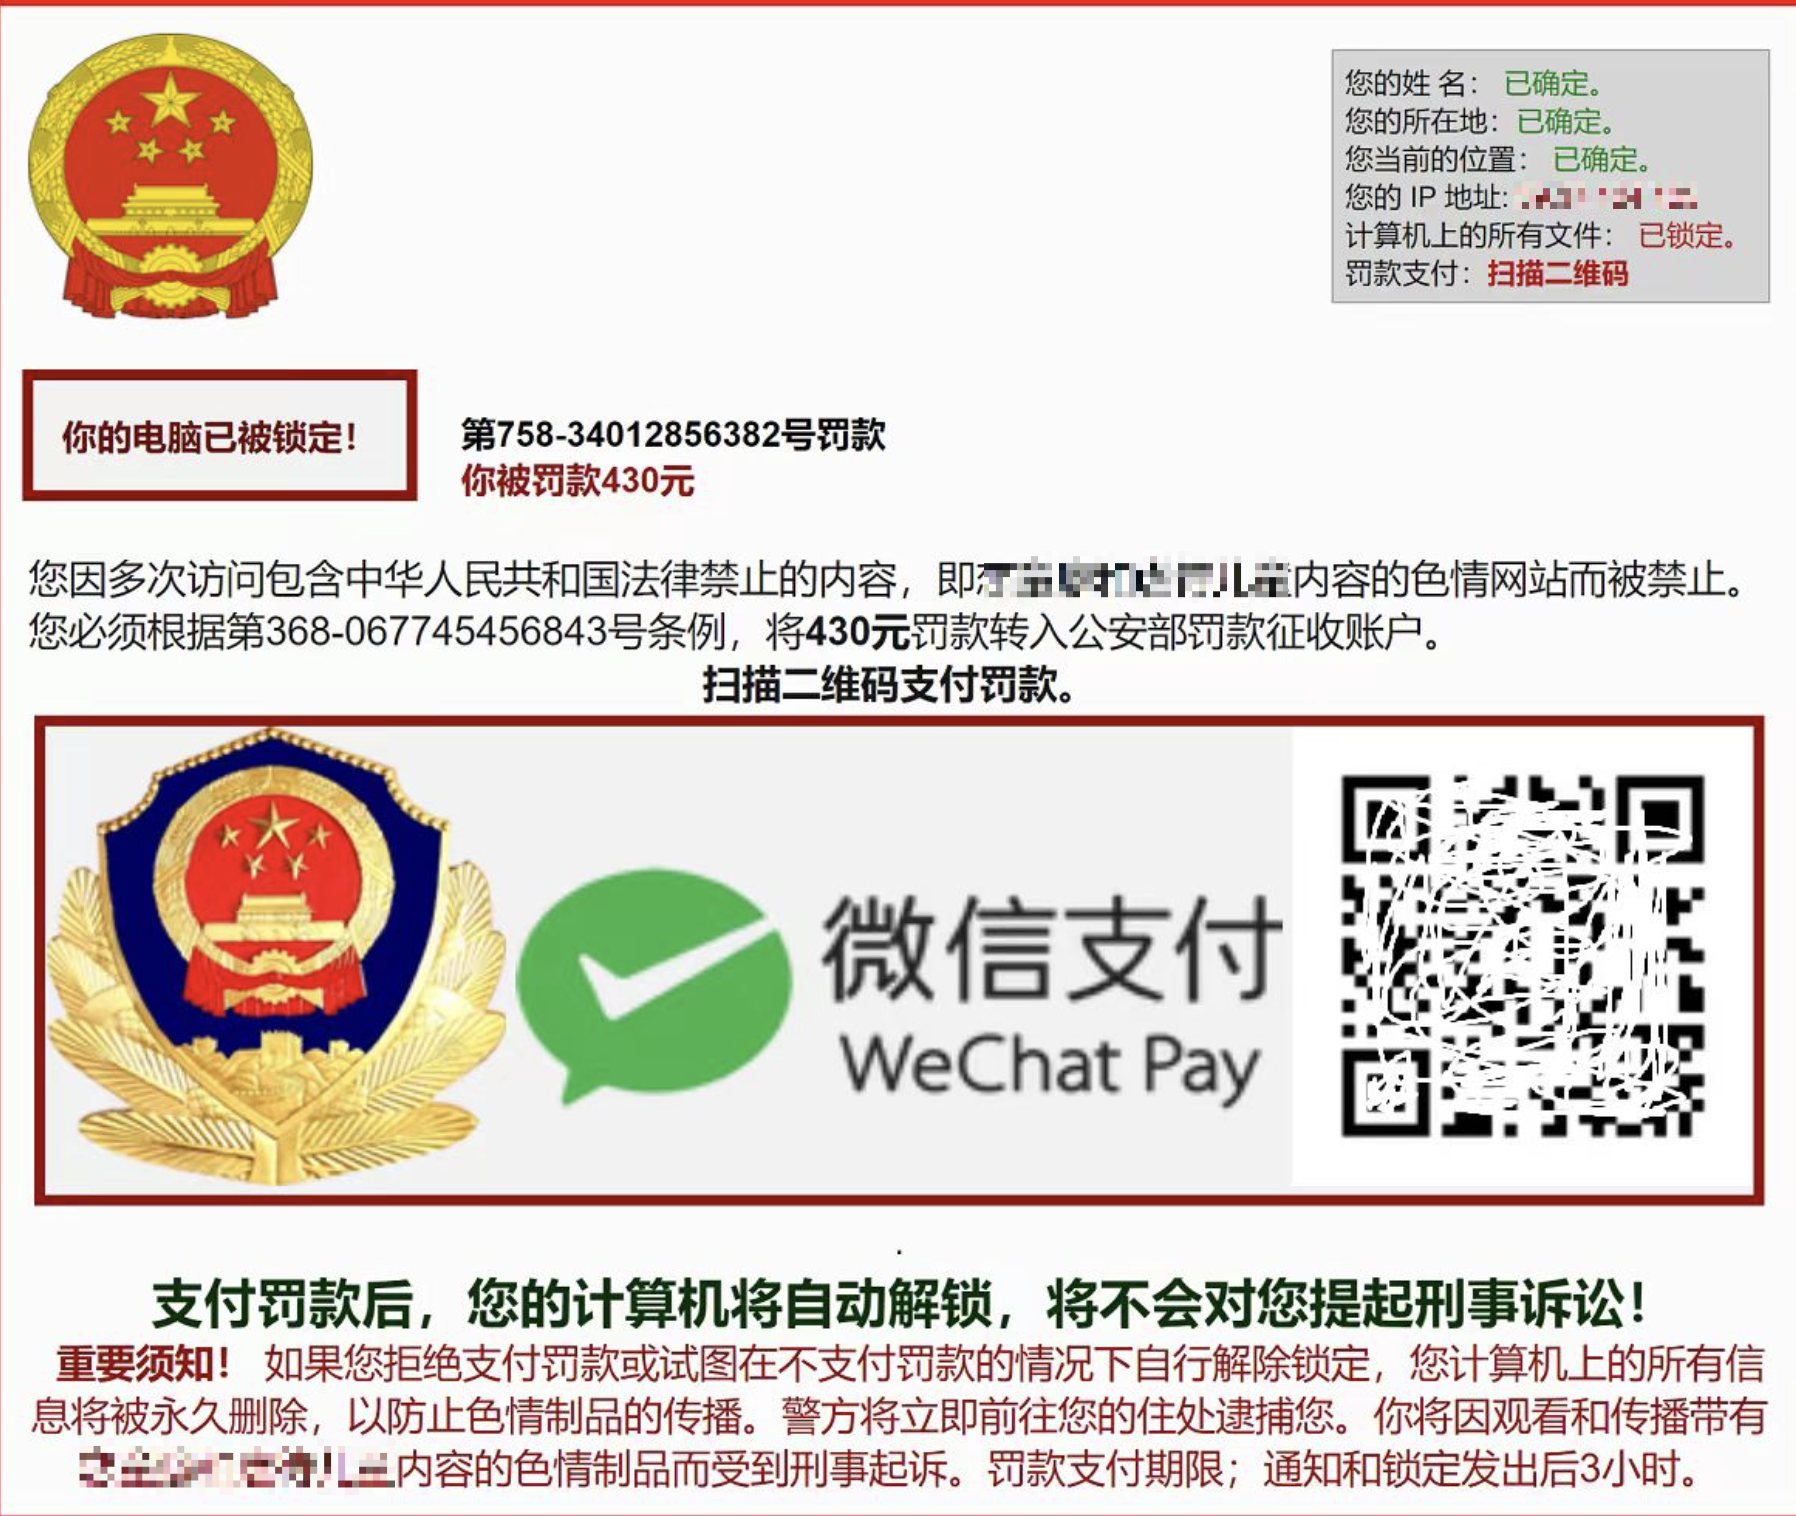 您的姓 名： 已确定。
您的所在地：已确定。
您当前的位置： 已确定。
您的 IP 地址:
计算机上的所有文件： 已锁定。
罚款支付：扫描二维码
你的电脑已被锁定！
第758-34012856382号罚款
你被罚款430元
您因多次访问包含中华人民共和国法律禁止的内容，即 内容的色情网站而被禁止。
您必须根据第368-067745456843号条例，将430元罚款转入公安部罚款征收账户。
扫描二维码支付罚款。
微信支付
WeChat Pay
支付罚款后，您的计算机将自动解锁，将不会对您提起刑事诉讼！
重要须知！ 如果您拒绝支付罚款或试图在不支付罚款的情况下自行解除锁定，您计算机上的所有信
息将被永久删除，以防止色情制品的传播。警方将立即前往您的住处逮捕您。你将因观看和传播带有
内容的色情制品而受到刑事起诉。罚款支付期限；通知和锁定发出后3小时。